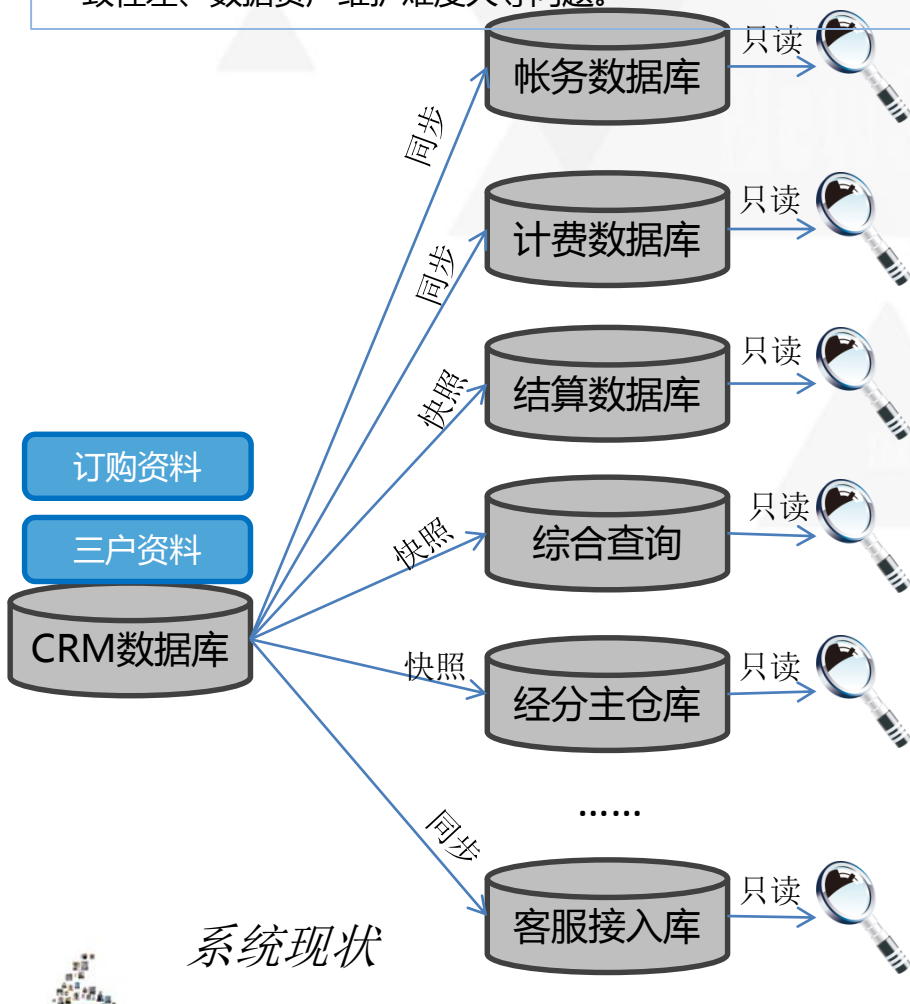 只读
帐务数据库
同步
只读
计费数据库
同步
只读
结算数据库
快照
订购资料
只读
综合查询
快照
三户资料
CRM数据库
只读
快照
经分主仓库
……
同步
只读
客服接入库
系统现状